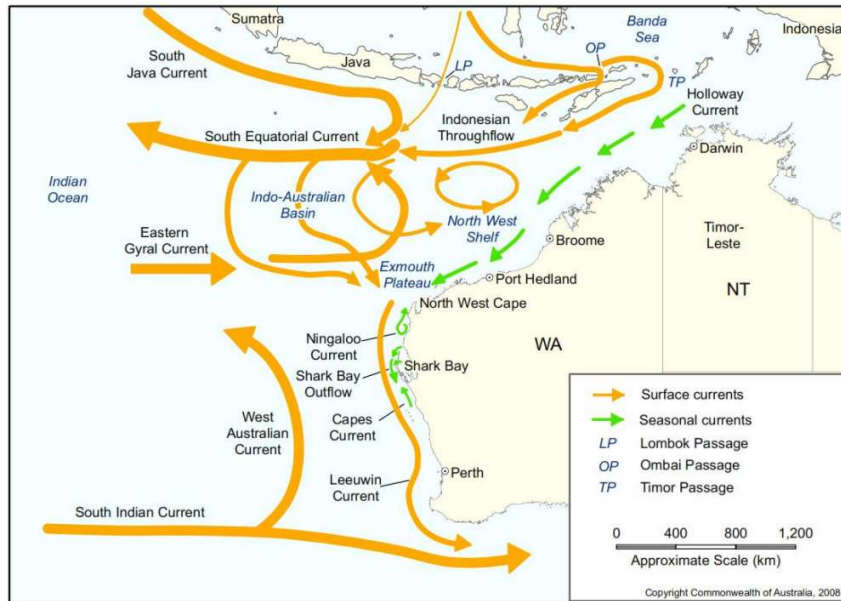 Sumatra
South
Java Current
Java
LP
OP
Banda
Sea
Indonesia
TP
Holloway
Current
South Equatorial Current
Indonesian
Throughflow
Darwin
Indian
Ocean
Indo-Australian
Basin
North West
Shelf
Eastern
Gyral Current
Broome
Timor-
Leste
Exmouth
Plateau
Port Hedland
NT
North West Cape
Ningaloo
Current
WA
Shark Bay
Shark Bay
Outflow
Capes
Current
West
Australian
Current
Perth
Leeuwin
Current
South Indian Current
Surface currents
Seasonal currents
LP Lombok Passage
OP Ombai Passage
TP Timor Passage
0 400 800 1,200
Approximate Scale (km)
Copyright Commonwealth of Australia, 2008